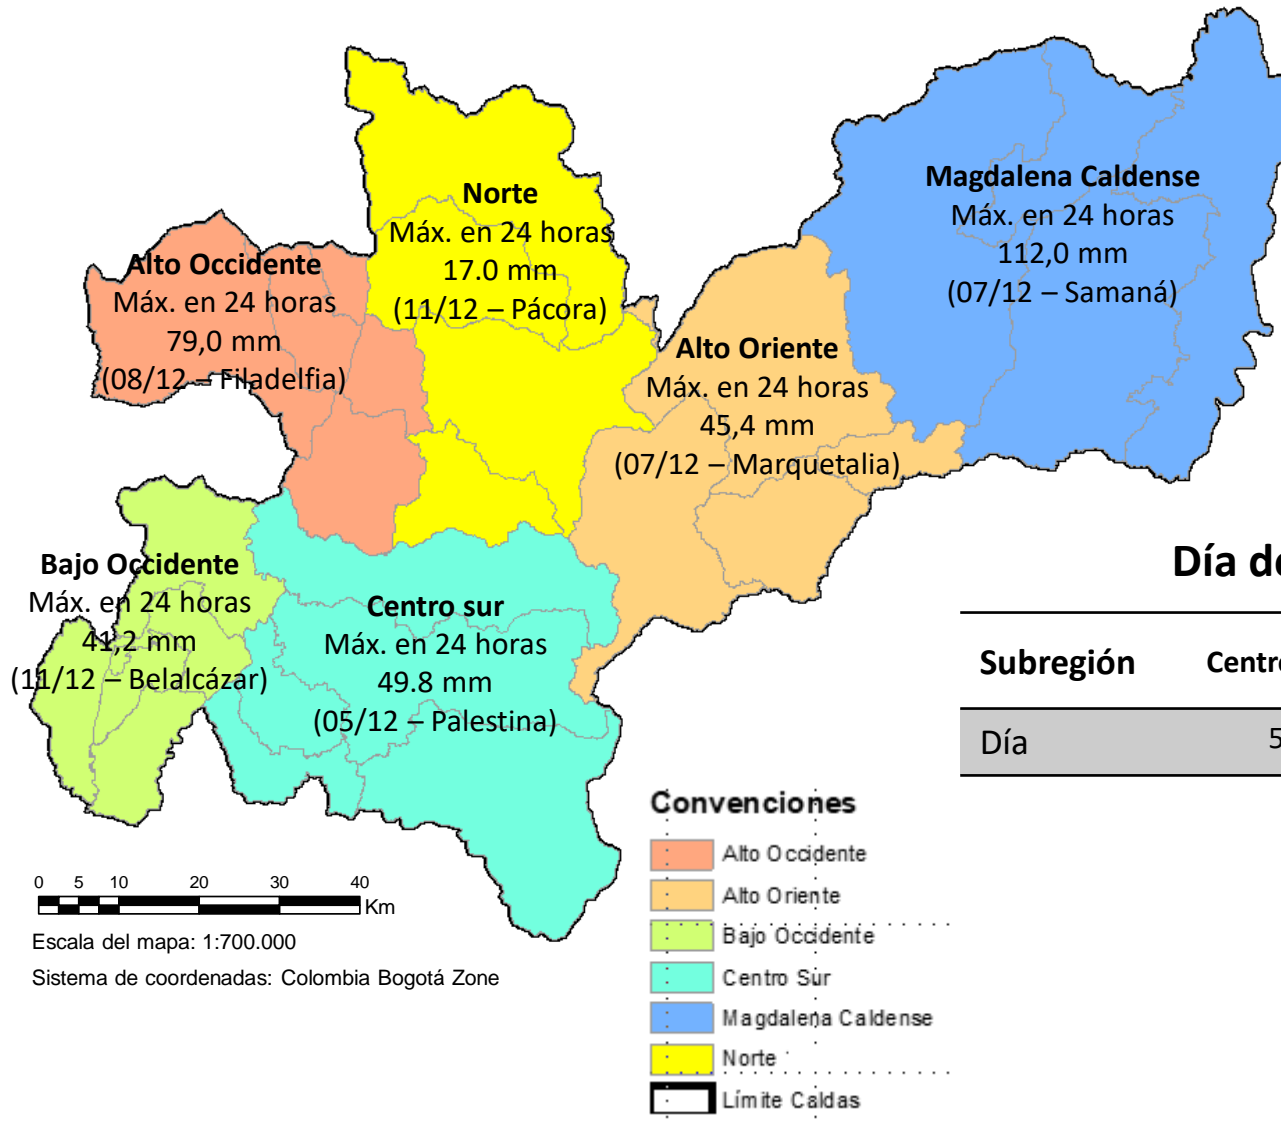 Norte
Máx. en 24 horas
17.0 mm
(11/12 – Pácora)
Magdalena Caldense
Máx. en 24 horas
112,0 mm
(07/12 – Samaná)
Alto Occidente
Máx. en 24 horas
79,0 mm
(08/12 – Filadelfia)
Alto Oriente
Máx. en 24 horas
45,4 mm
(07/12 – Marquetalia)
Bajo Occidente
Máx. en 24 horas
41,2 mm
(11/12 – Belalcázar)
Centro sur
Máx. en 24 horas
49.8 mm
(05/12 – Palestina)
Día de
Subregión Centro
Día 5
Convenciones
Alto Occidente
Alto Oriente
Bajo Occidente
Centro Sur
Magdalena Caldense
Norte
Límite Caldas
0 5 10 20 30 40
Km
Escala del mapa: 1:700.000
Sistema de coordenadas: Colombia Bogotá Zone